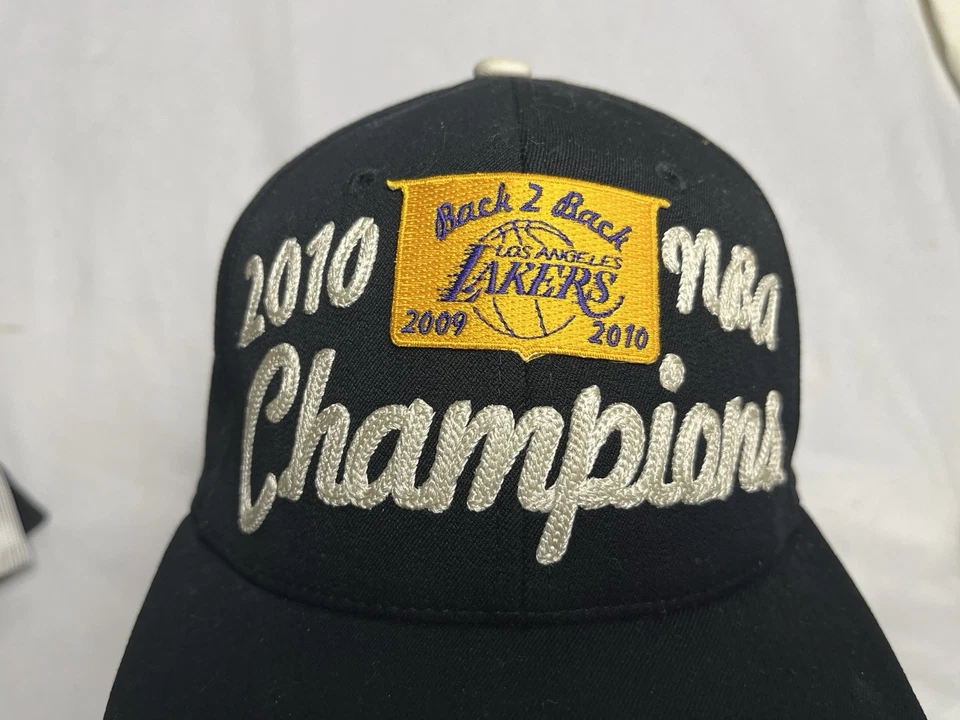 Back 2 Back
LOS ANGELES
LAKERS
2009 2010
2010 NBA
Champions